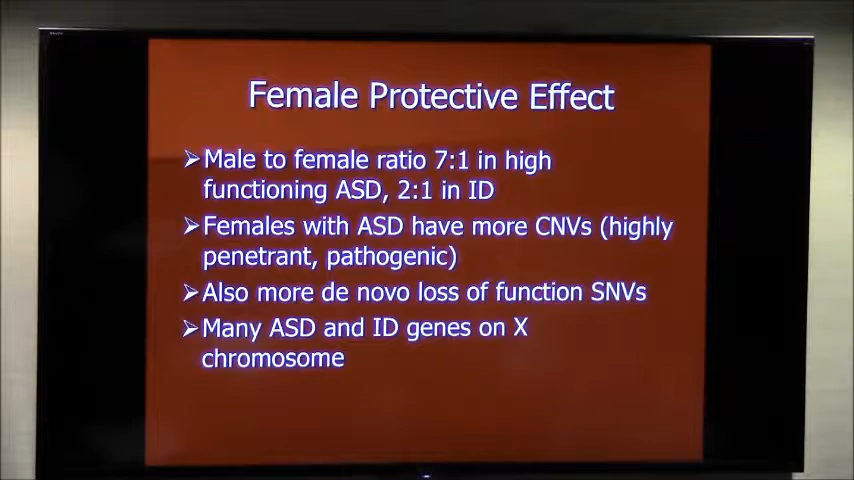 Female Protective Effect
➢Male to female ratio 7:1 in high
functioning ASD, 2:1 in ID
➢Females with ASD have more CNVs (highly
penetrant, pathogenic)
➢Also more de novo loss of function SNVs
➢Many ASD and ID genes on X
chromosome